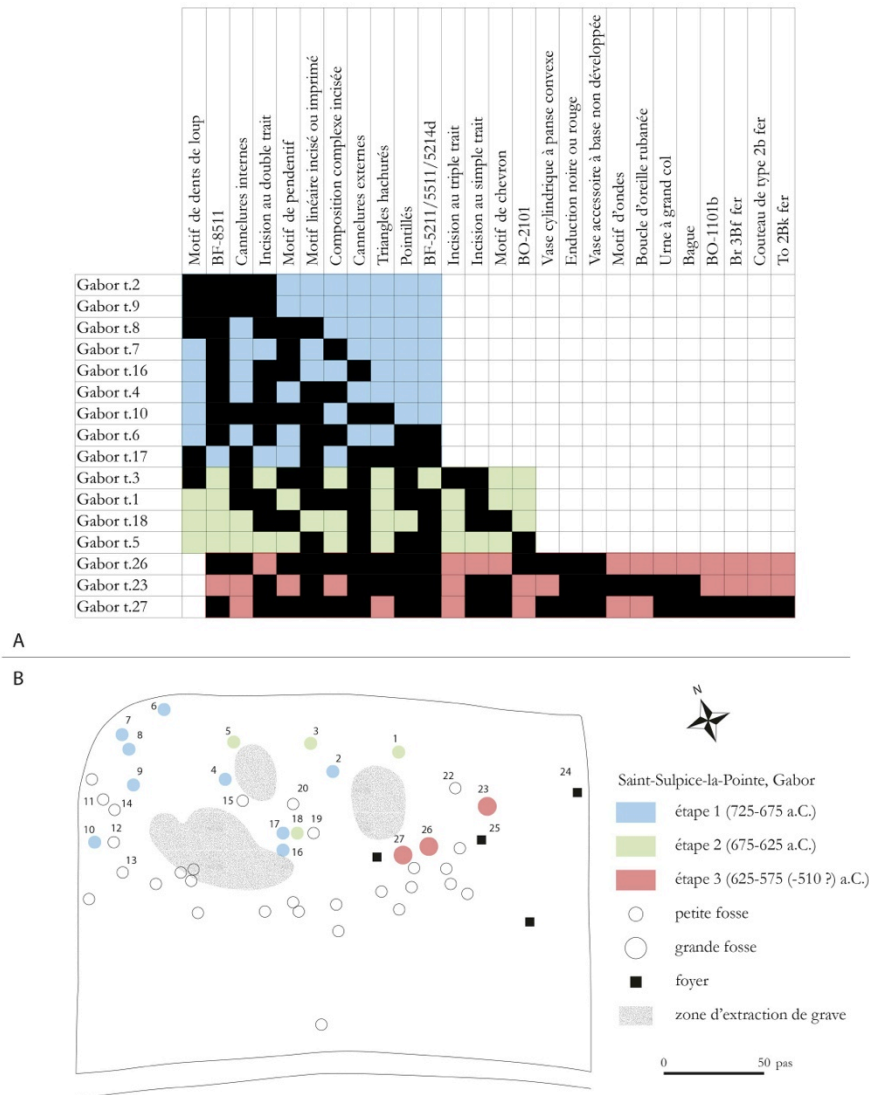 Motif de dents de loup
BF-8511
Cannelures internes
Incision au double trait
Motif de pendentif
Motif linéaire incisé ou imprimé
Composition complexe incisée
Cannelures externes
Triangles hachurés
Pointillés
BF-5211/5511/5214d
Incision au triple trait
Incision au simple trait
Motif de chevron
BO-2101
Vase cylindrique à panse convexe
Enduction noire ou rouge
Vase accessoire à base non développée
Motif d'ondes
Boucle d'oreille rubanée
Urne à grand col
Bague
BO-1101b
Br 3Bf fer
Couteau de type 2b fer
To 2Bk fer
Gabor t.2
Gabor t.9
Gabor t.8
Gabor t.7
Gabor t.16
Gabor t.4
Gabor t.10
Gabor t.6
Gabor t.17
Gabor t.3
Gabor t.1
Gabor t.18
Gabor t.5
Gabor t.26
Gabor t.23
Gabor t.27
A
B
N
6
7
8
5
3
1
9
4
2
22
23
24
11
14
15
20
10
12
17
18
19
16
13
27
26
25
Saint-Sulpice-la-Pointe, Gabor
étape 1 (725-675 a.C.)
étape 2 (675-625 a.C.)
étape 3 (625-575 (-510 ?) a.C.)
petite fosse
grande fosse
foyer
zone d'extraction de grave
0 50 pas